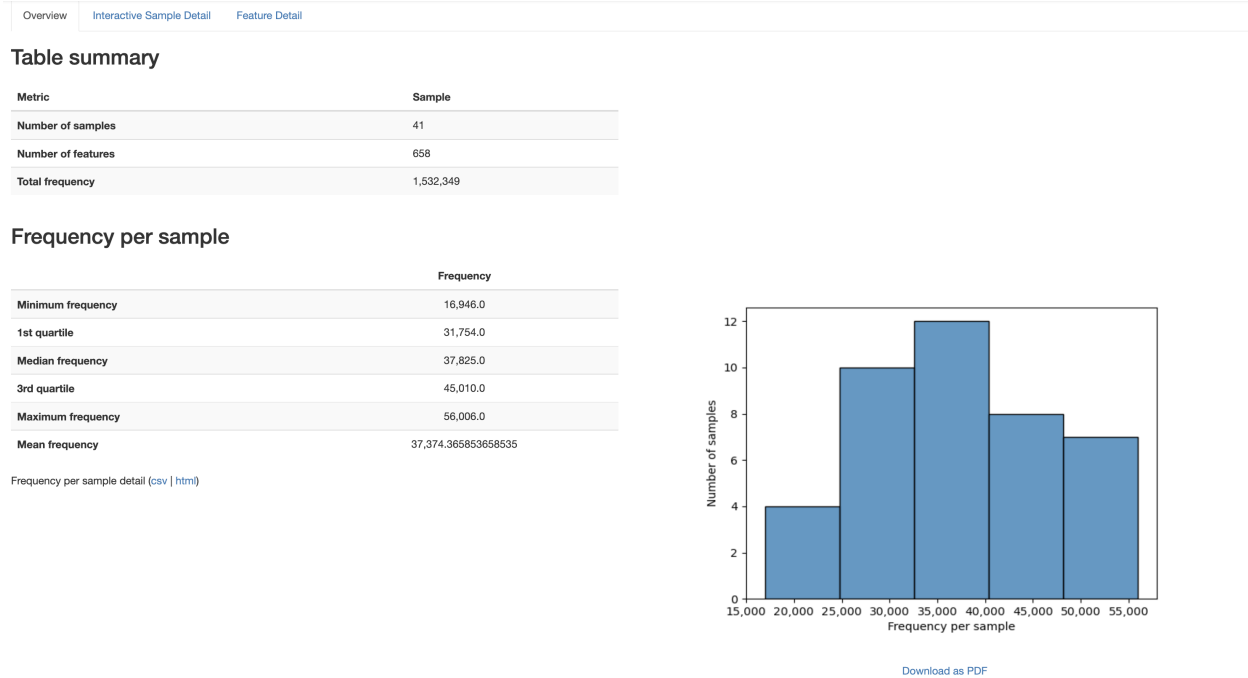 Overview Interactive Sample Detail Feature Detail
Table summary
Metric Sample
Number of samples 41
Number of features 658
Total frequency 1,532,349
Frequency per sample
Frequency
Minimum frequency 16,946.0
1st quartile 31,754.0
Median frequency 37,825.0
3rd quartile 45,010.0
Maximum frequency 56,006.0
Mean frequency 37,374.365853658535
Frequency per sample detail (csv | html)
12
10
8
6
4
2
0
Number of samples
15,000 20,000 25,000 30,000 35,000 40,000 45,000 50,000 55,000
Frequency per sample
Download as PDF